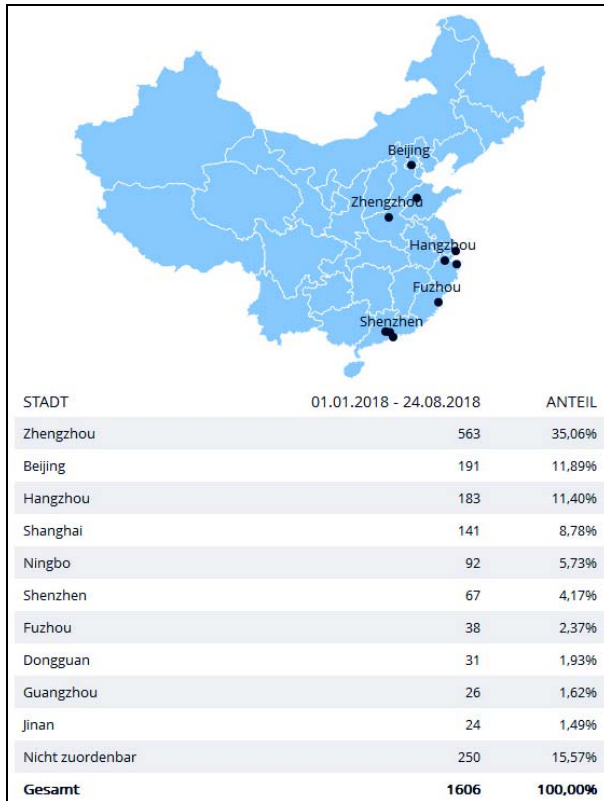 Beijing
Zhengzhou
Hangzhou
Fuzhou
Shenzhen
STADT 01.01.2018 - 24.08.2018 ANTEIL
Zhengzhou 563 35,06%
Beijing 191 11,89%
Hangzhou 183 11,40%
Shanghai 141 8,78%
Ningbo 92 5,73%
Shenzhen 67 4,17%
Fuzhou 38 2,37%
Dongguan 31 1,93%
Guangzhou 26 1,62%
Jinan 24 1,49%
Nicht zuordenbar 250 15,57%
Gesamt 1606 100,00%